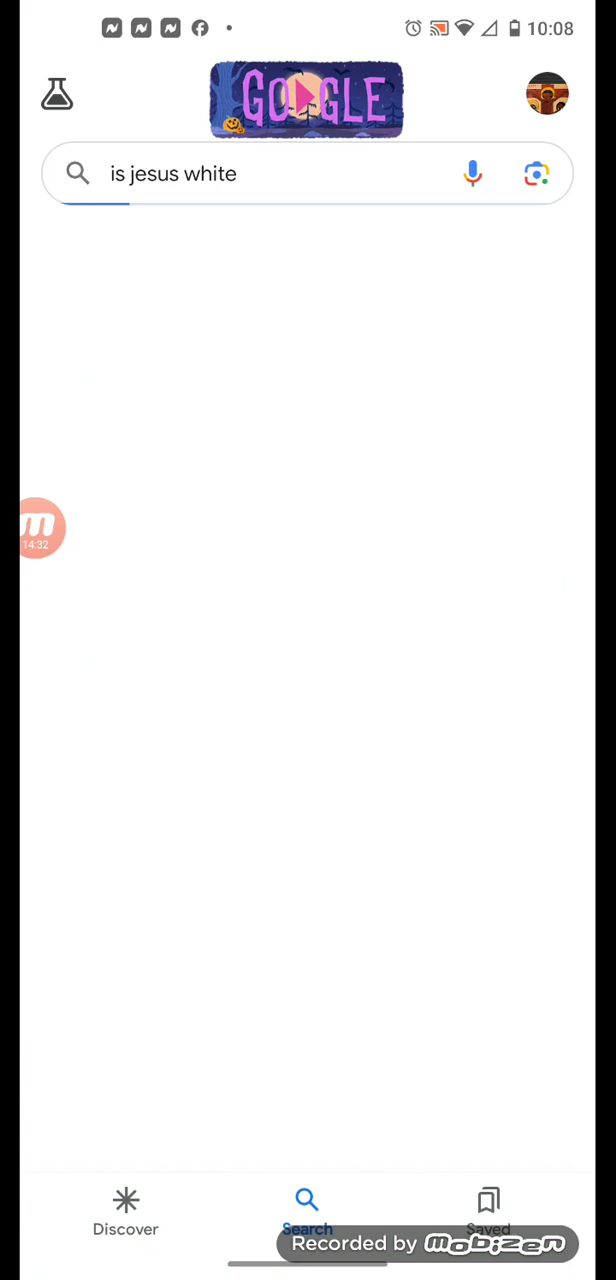 10:08
GOOGLE
is jesus white
m
14:32
Discover
Search
Saved
Recorded by mobizen